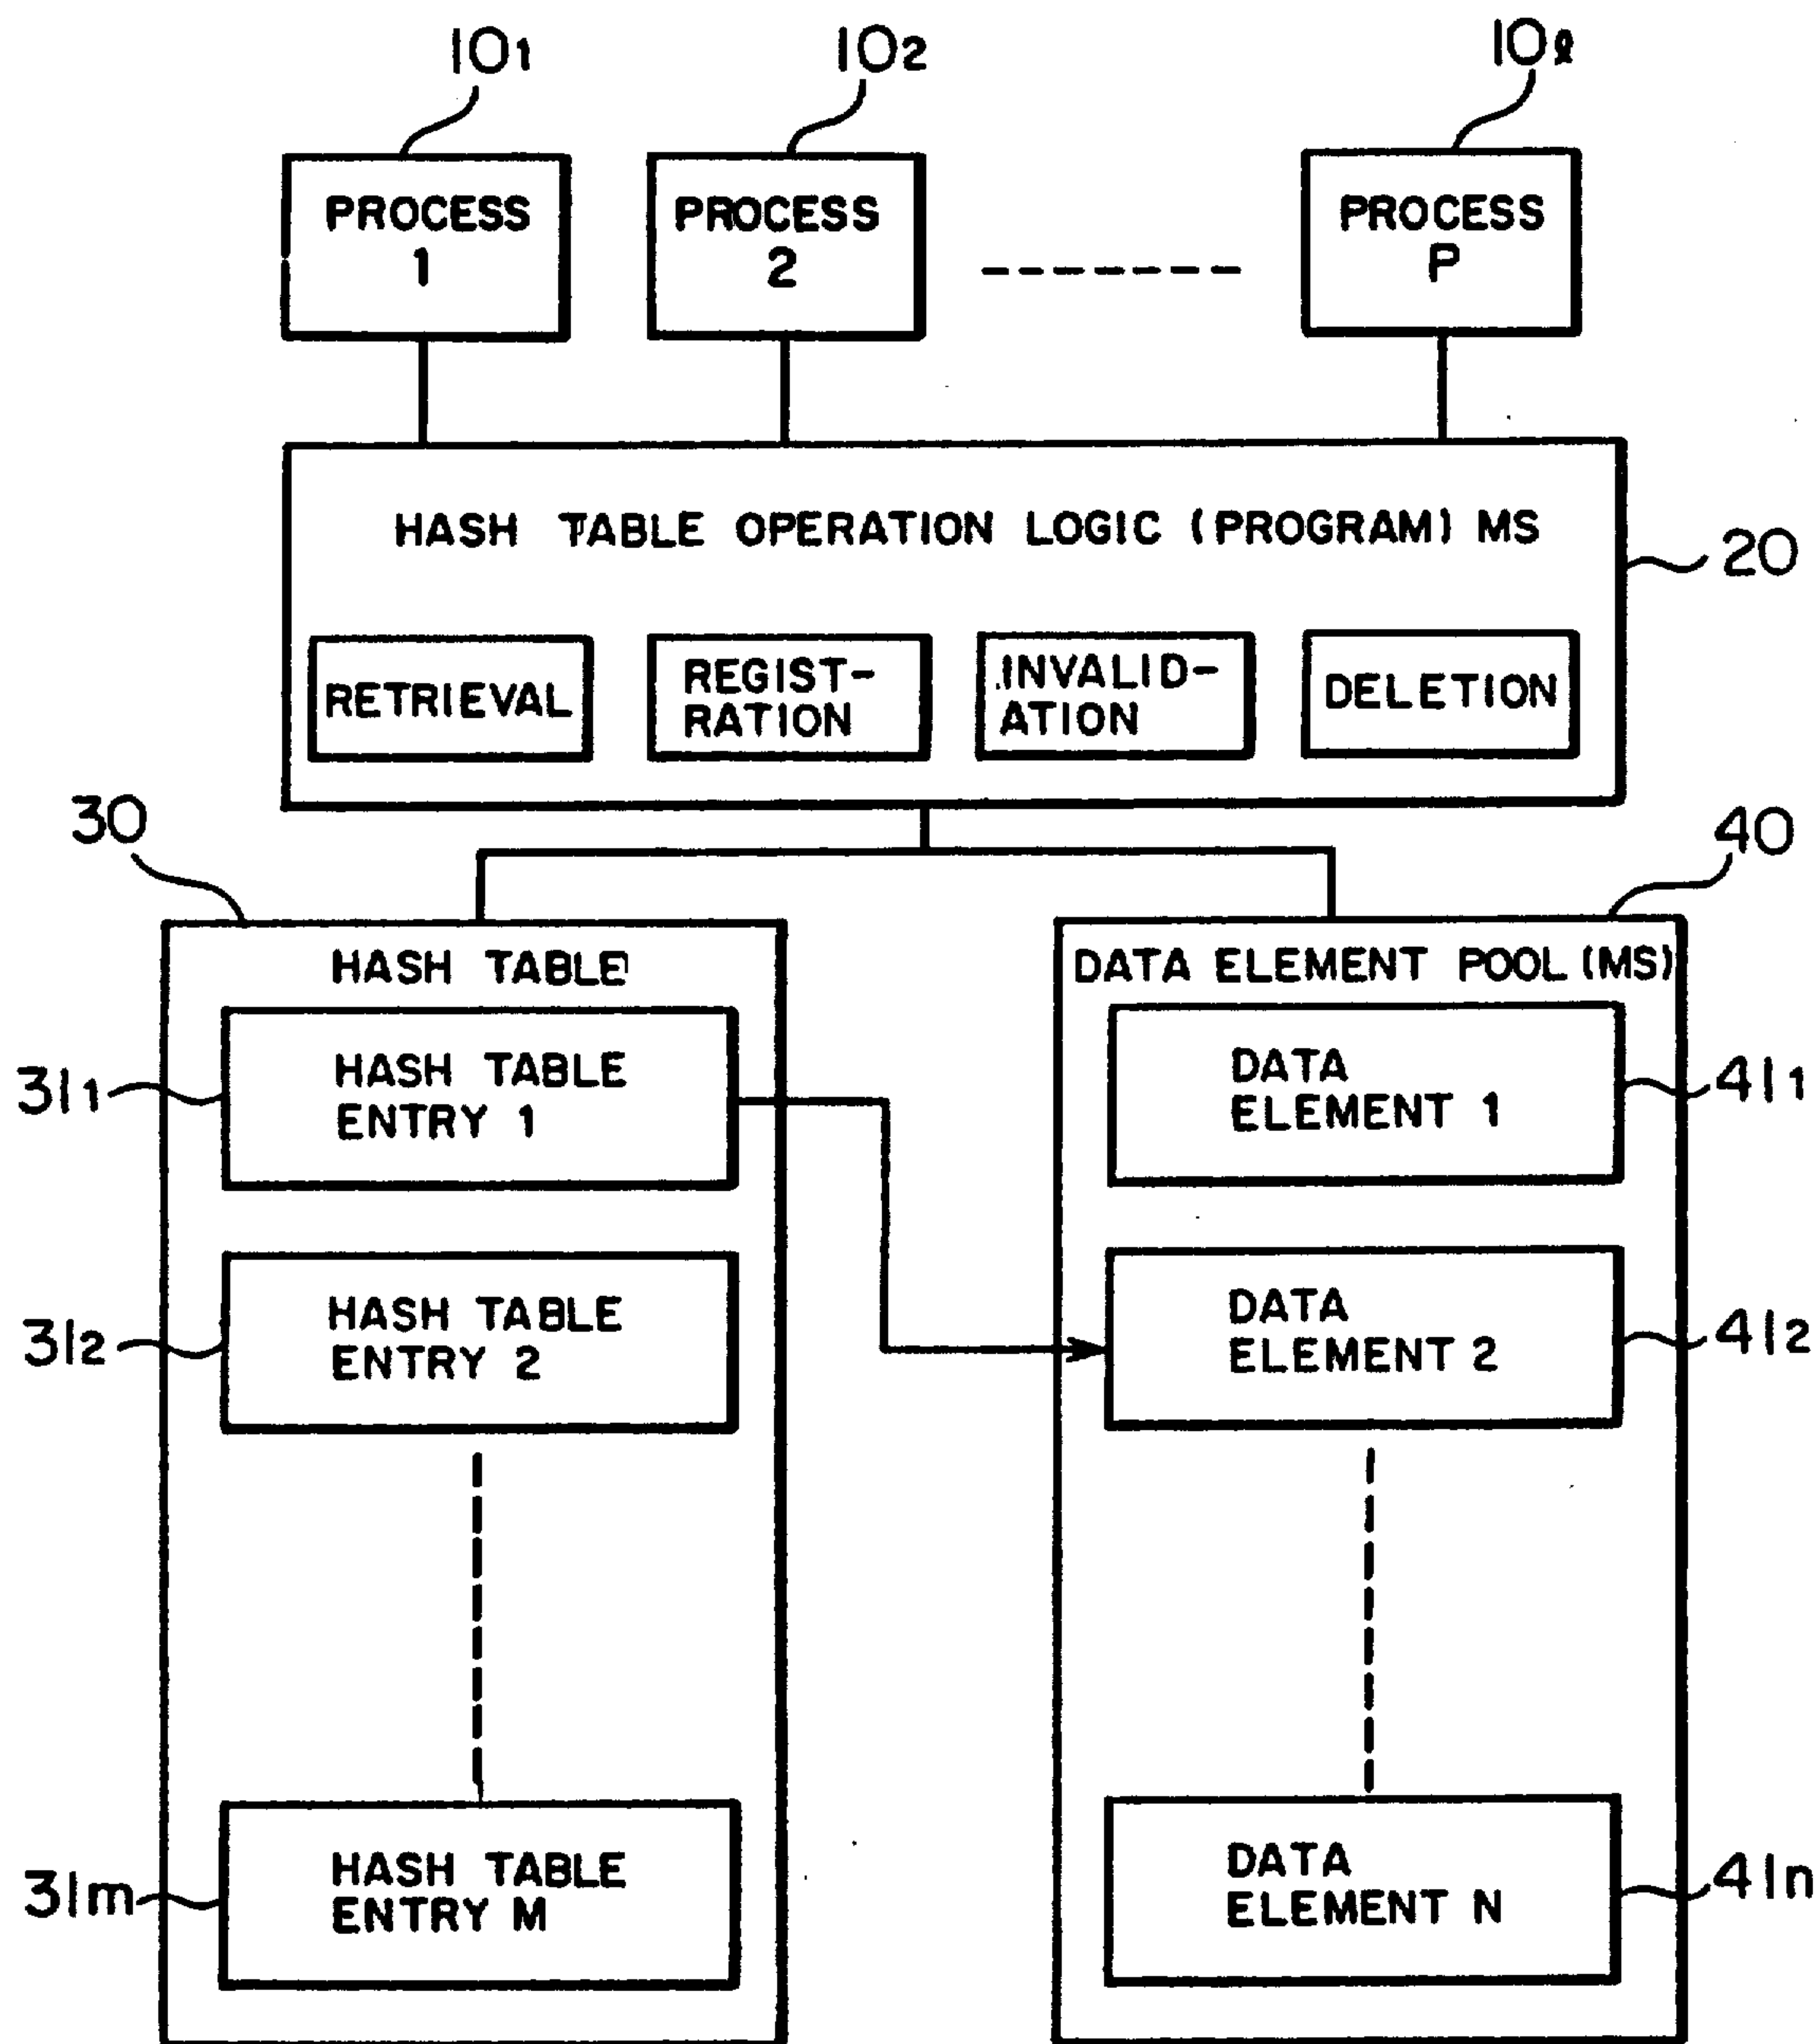 10₁
10₂
10ℓ
PROCESS
1
PROCESS
2
PROCESS
P
HASH TABLE OPERATION LOGIC (PROGRAM) MS
20
RETRIEVAL
REGIST-
RATION
INVALID-
ATION
DELETION
30
40
HASH TABLE
DATA ELEMENT POOL (MS)
31₁
HASH TABLE
ENTRY 1
DATA
ELEMENT 1
41₁
31₂
HASH TABLE
ENTRY 2
DATA
ELEMENT 2
41₂
31m
HASH TABLE
ENTRY M
DATA
ELEMENT N
41n